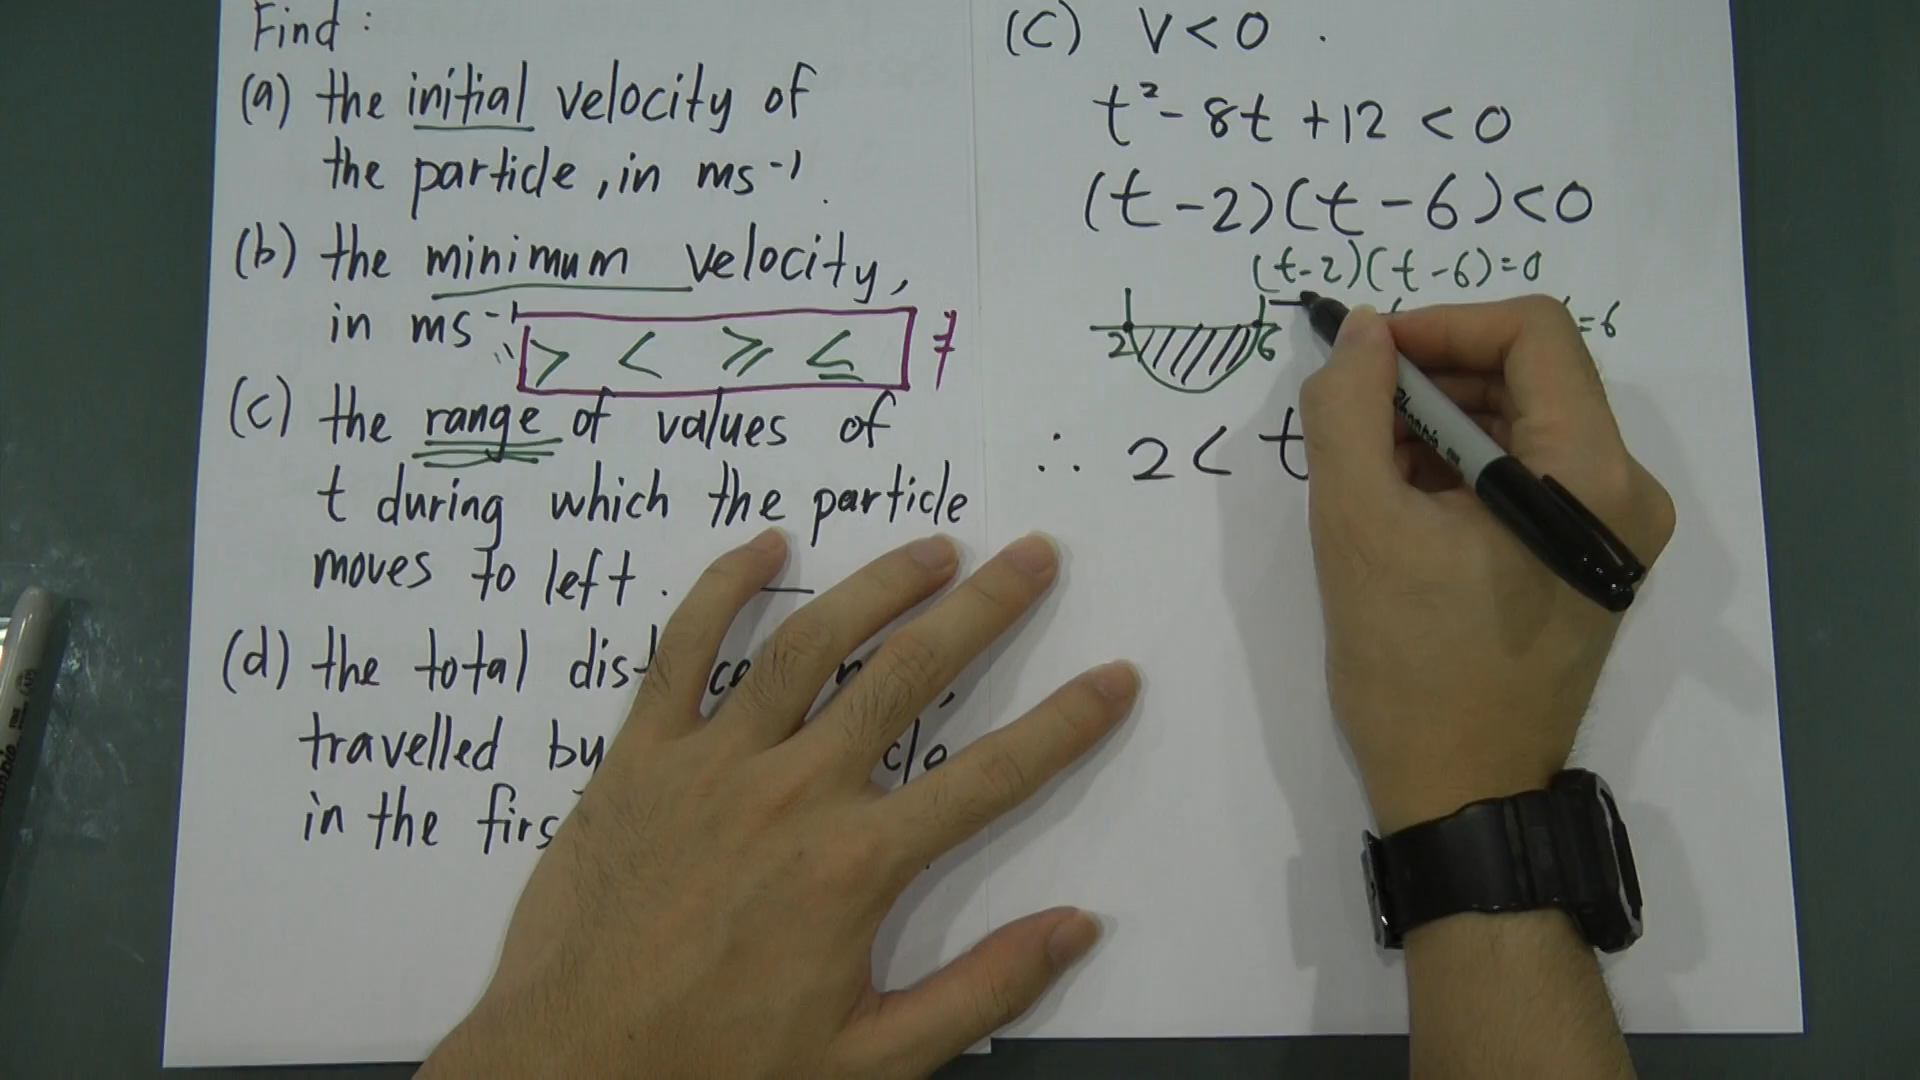 Find :
(a) the initial velocity of
the particle, in ms⁻¹.
(b) the minimum velocity,
in ms⁻¹
> < ≥ ≤
(c) the range of values of
t during which the particle
moves to left.
(d) the total
travelled by
in the
(C) V < 0 .
t² - 8t + 12 < 0
(t - 2)(t - 6) < 0
(t - 2)(t - 6) = 0
= 6
2 6
∴ 2 < t